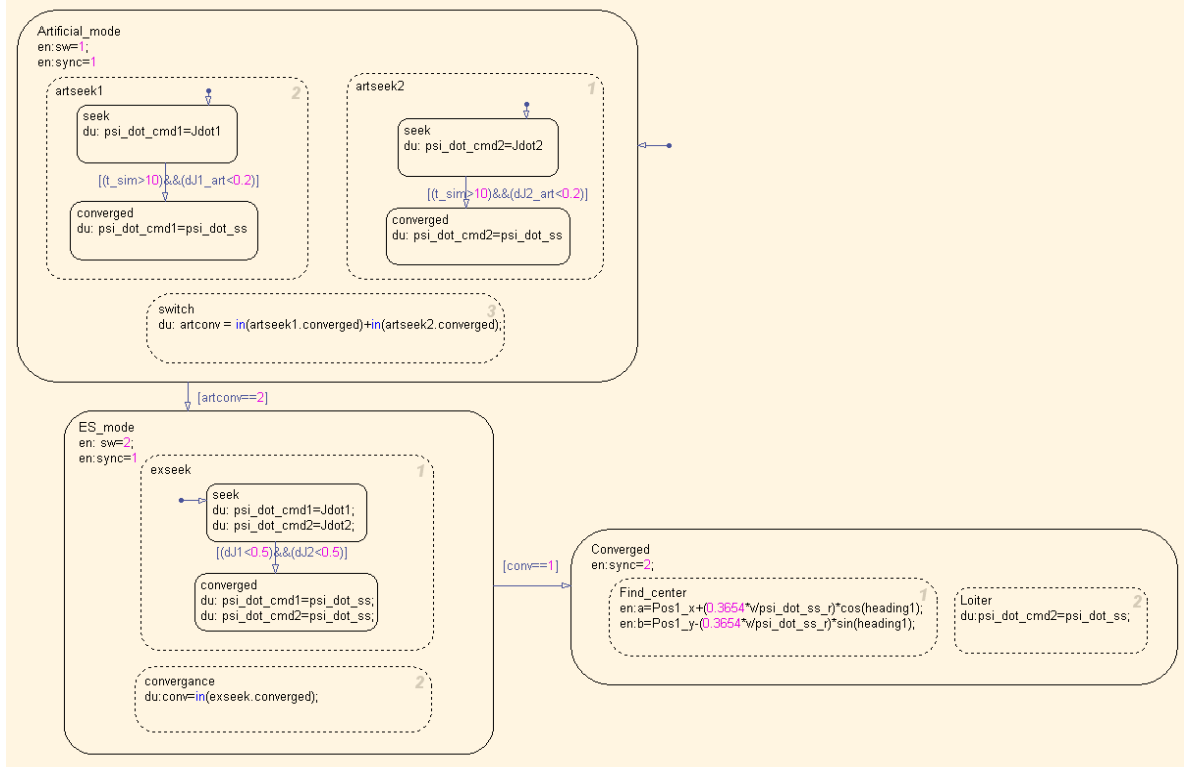 Artificial_mode
en:sw=1;
en:sync=1
artseek1
2
seek
du: psi_dot_cmd1=Jdot1
[(t_sim>10)&&(dJ1_art<0.2)]
converged
du: psi_dot_cmd1=psi_dot_ss
artseek2
1
seek
du: psi_dot_cmd2=Jdot2
[(t_sim>10)&&(dJ2_art<0.2)]
converged
du: psi_dot_cmd2=psi_dot_ss
switch
3
du: artconv = in(artseek1.converged)+in(artseek2.converged);
[artconv==2]
ES_mode
en: sw=2;
en:sync=1
exseek
1
seek
du: psi_dot_cmd1=Jdot1;
du: psi_dot_cmd2=Jdot2;
[(dJ1<0.5)&&(dJ2<0.5)]
converged
du: psi_dot_cmd1=psi_dot_ss;
du: psi_dot_cmd2=psi_dot_ss;
convergance
2
du:conv=in(exseek.converged);
[conv==1]
Converged
en:sync=2;
Find_center
1
en:a=Pos1_x+(0.3654*v/psi_dot_ss_r)*cos(heading1);
en:b=Pos1_y-(0.3654*v/psi_dot_ss_r)*sin(heading1);
Loiter
2
du:psi_dot_cmd2=psi_dot_ss;